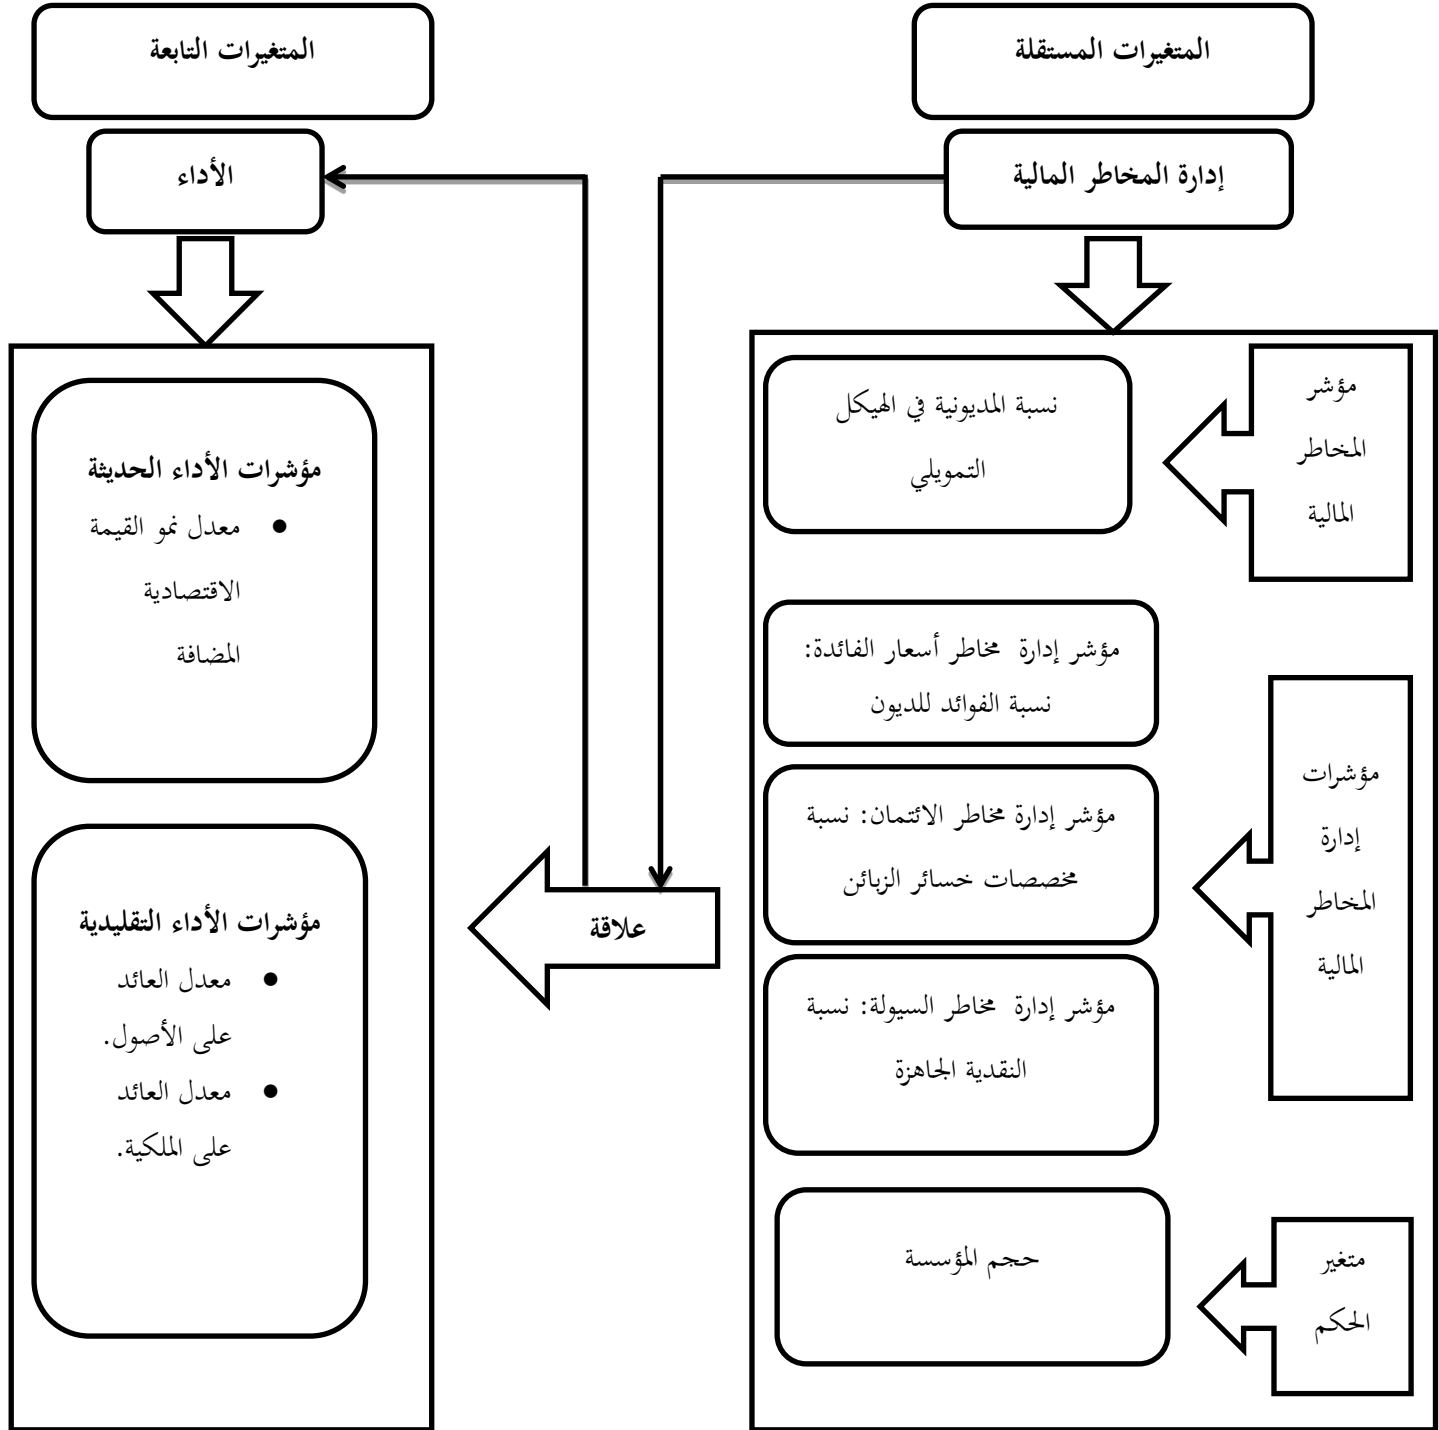 المتغيرات المستقلة
المتغيرات التابعة
إدارة المخاطر المالية
الأداء
مؤشر
المخاطر
المالية
نسبة المديونية في الهيكل
التمويلي
مؤشرات
إدارة
المخاطر
المالية
مؤشر إدارة مخاطر أسعار الفائدة:
نسبة الفوائد للديون
مؤشر إدارة مخاطر الائتمان: نسبة
مخصصات خسائر الزبائن
مؤشر إدارة مخاطر السيولة: نسبة
النقدية الجاهزة
متغير
الحكم
حجم المؤسسة
علاقة
مؤشرات الأداء الحديثة
● معدل نمو القيمة
الاقتصادية
المضافة
مؤشرات الأداء التقليدية
● معدل العائد
على الأصول.
● معدل العائد
على الملكية.